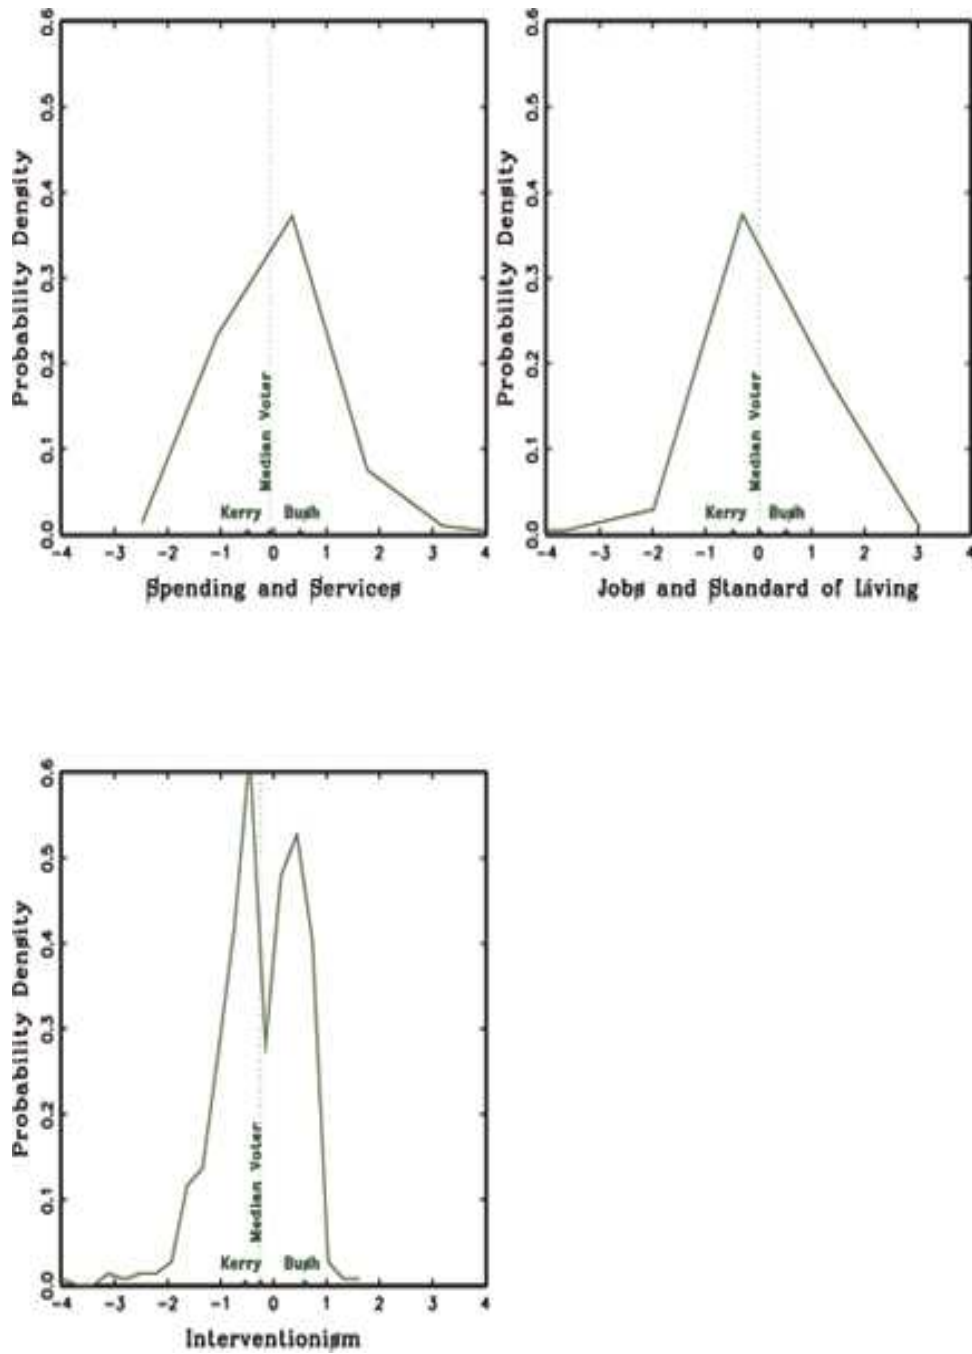 0.6
0.5
0.4
0.3
0.2
0.1
0.0
Probability Density
Median Voter
Kerry Bush
-4 -3 -2 -1 0 1 2 3 4
Spending and Services
0.6
0.5
0.4
0.3
0.2
0.1
0.0
Probability Density
Median Voter
Kerry Bush
-4 -3 -2 -1 0 1 2 3 4
Jobs and Standard of Living
0.6
0.5
0.4
0.3
0.2
0.1
0.0
Probability Density
Median Voter
Kerry Bush
-4 -3 -2 -1 0 1 2 3 4
Interventionism